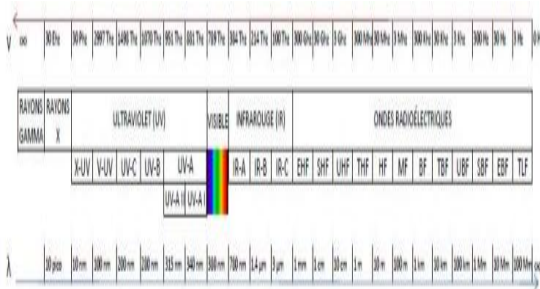 ν ∞ 30 Ehz 30 Phz 2997 Thz 1498 Thz 1070 Thz 951 Thz 881 Thz 789 Thz 384 Thz 214 Thz 100 Thz 300 Ghz 30 Ghz 3 Ghz 300 Mhz 30 Mhz 3 Mhz 300 Khz 30 Khz 3 Khz 300 Hz 30 Hz 3 Hz 0 Hz
RAYONS GAMMA RAYONS X ULTRAVIOLET (UV) VISIBLE INFRAROUGE (IR) ONDES RADIOÉLECTRIQUES
X-UV V-UV UV-C UV-B UV-A IR-A IR-B IR-C EHF SHF UHF THF HF MF BF TBF UBF SBF EBF TLF
UV-A II UV-A I
λ 10 pico 10 nm 100 nm 200 nm 280 nm 315 nm 340 nm 380 nm 780 nm 1.4 µm 3 µm 1 mm 1 cm 10 cm 1 m 10 m 100 m 1 km 10 km 100 km 1 Mm 10 Mm 100 Mm ∞